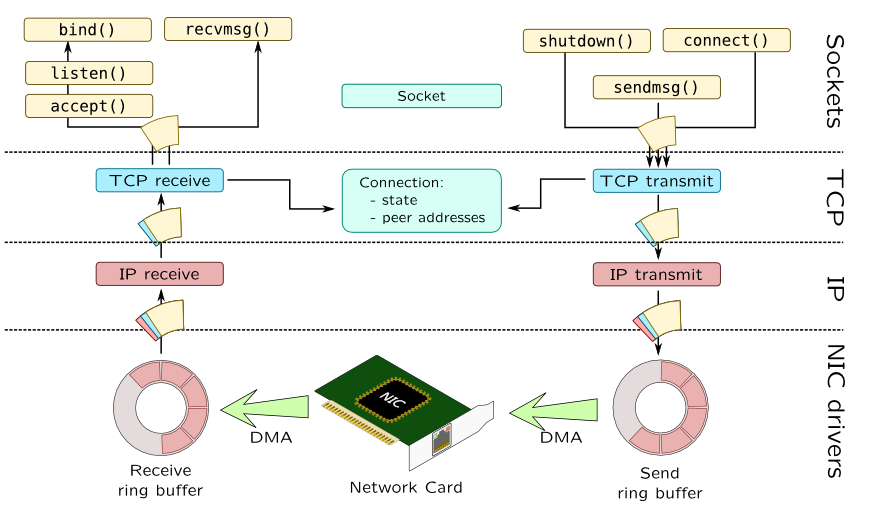 bind()
recvmsg()
listen()
accept()
Socket
shutdown()
connect()
sendmsg()
Sockets
TCP receive
Connection:
- state
- peer addresses
TCP transmit
TCP
IP receive
IP transmit
IP
NIC
DMA
DMA
NIC drivers
Receive
ring buffer
Network Card
Send
ring buffer